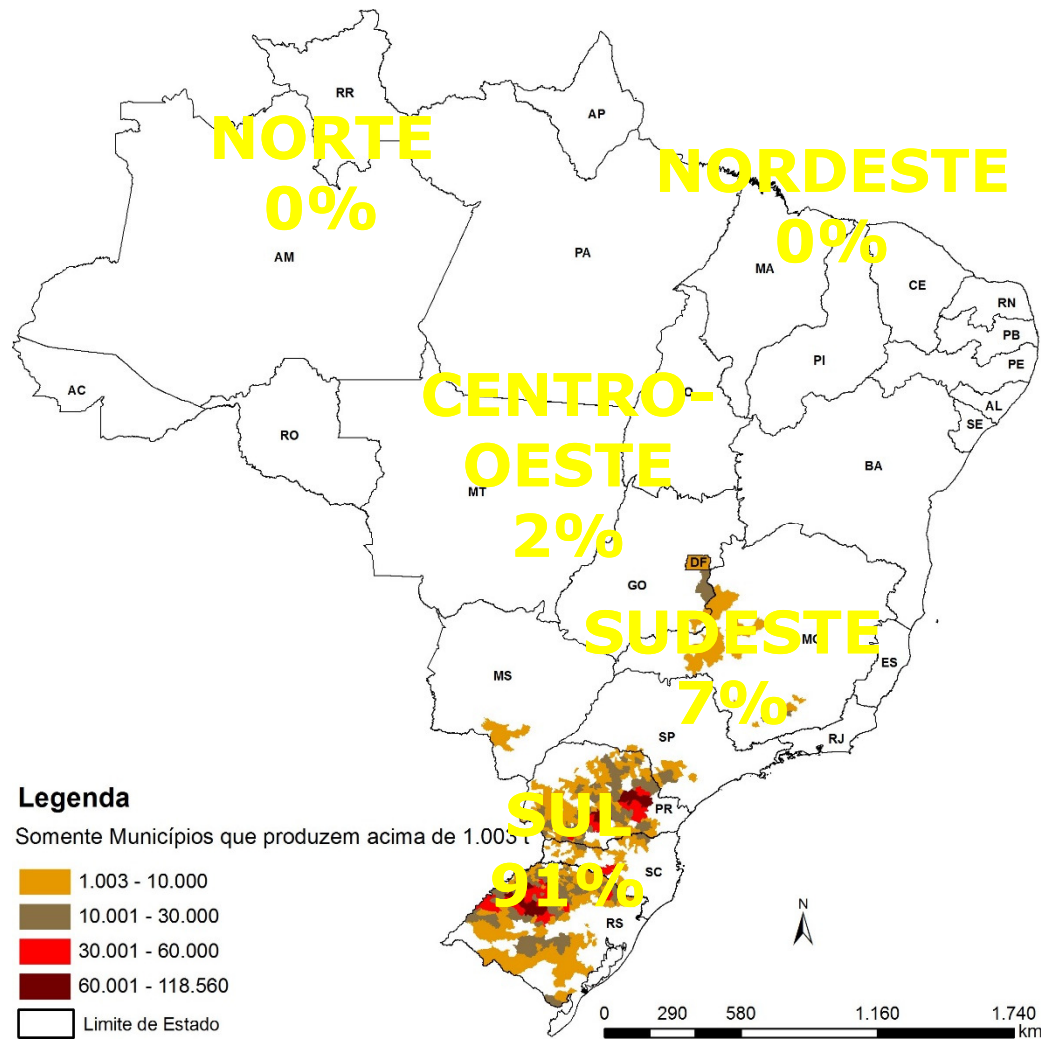 RR
AP
NORTE
0%
NORDESTE
0%
AM
PA
MA
CE
RN
PB
PE
PI
AL
SE
AC
RO
CENTRO-
OESTE
2%
O
MT
BA
DF
GO
SUDESTE
7%
MG
ES
MS
SP
RJ
PR
SUL
91%
SC
RS
Legenda
Somente Municípios que produzem acima de 1.003 t
1.003 - 10.000
10.001 - 30.000
30.001 - 60.000
60.001 - 118.560
Limite de Estado
N
0 290 580 1.160 1.740
km